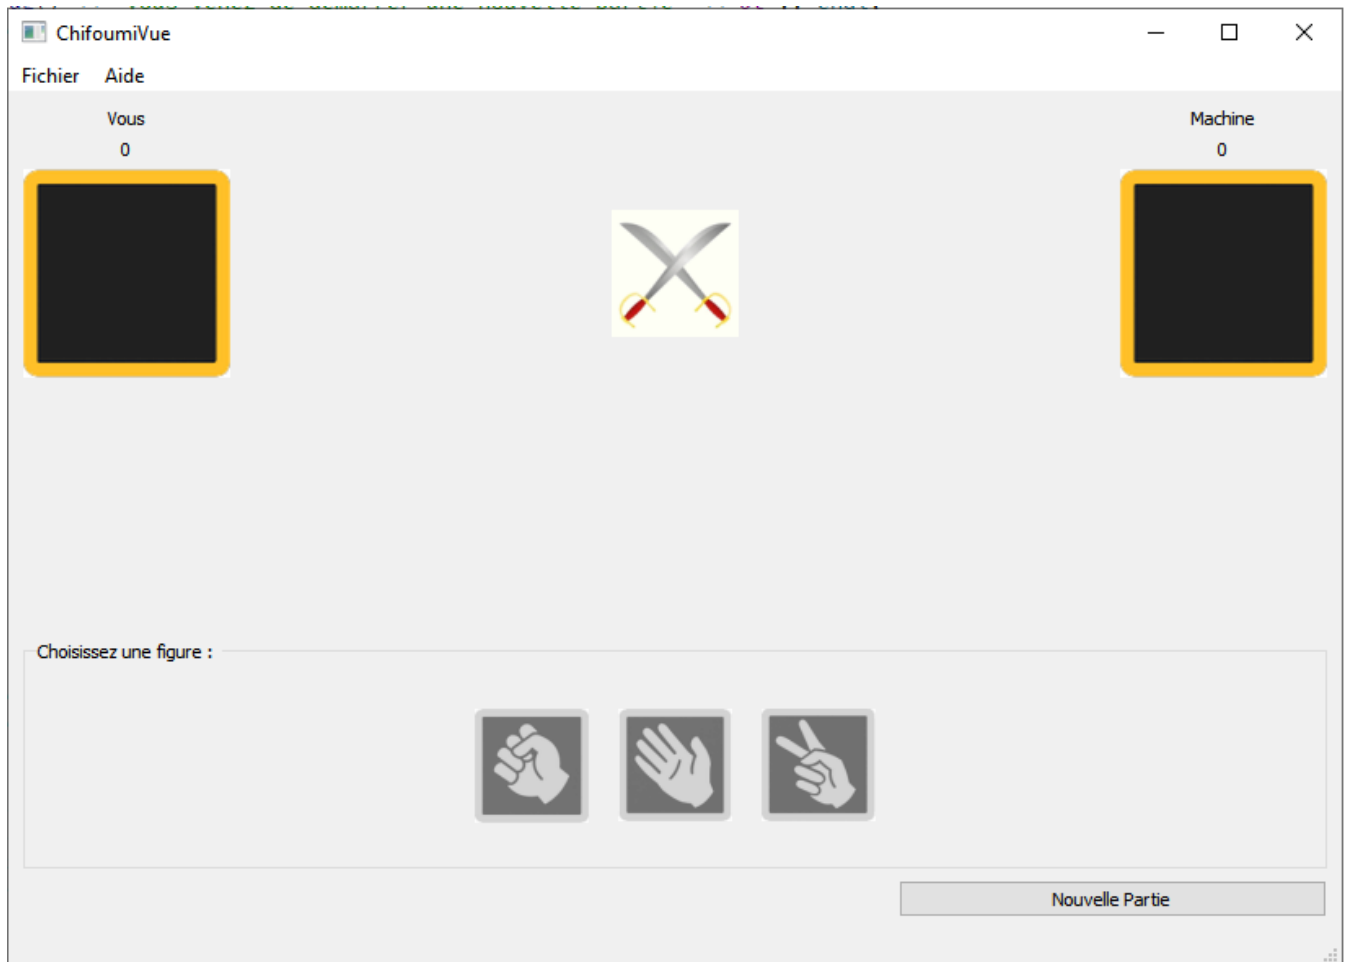 ChifoumiVue
Fichier Aide
Vous
0
Machine
0
Choisissez une figure :
Nouvelle Partie